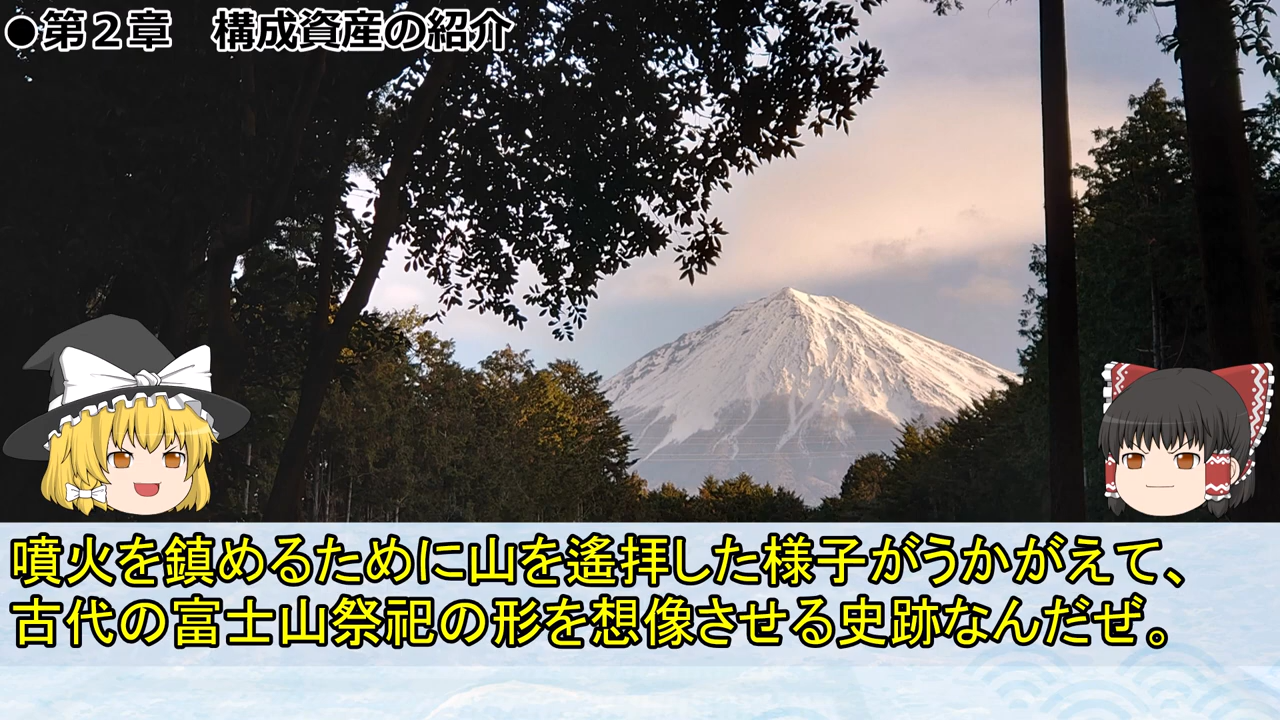 ●第２章　構成資産の紹介
噴火を鎮めるために山を遙拝した様子がうかがえて、
古代の富士山祭祀の形を想像させる史跡なんだぜ。